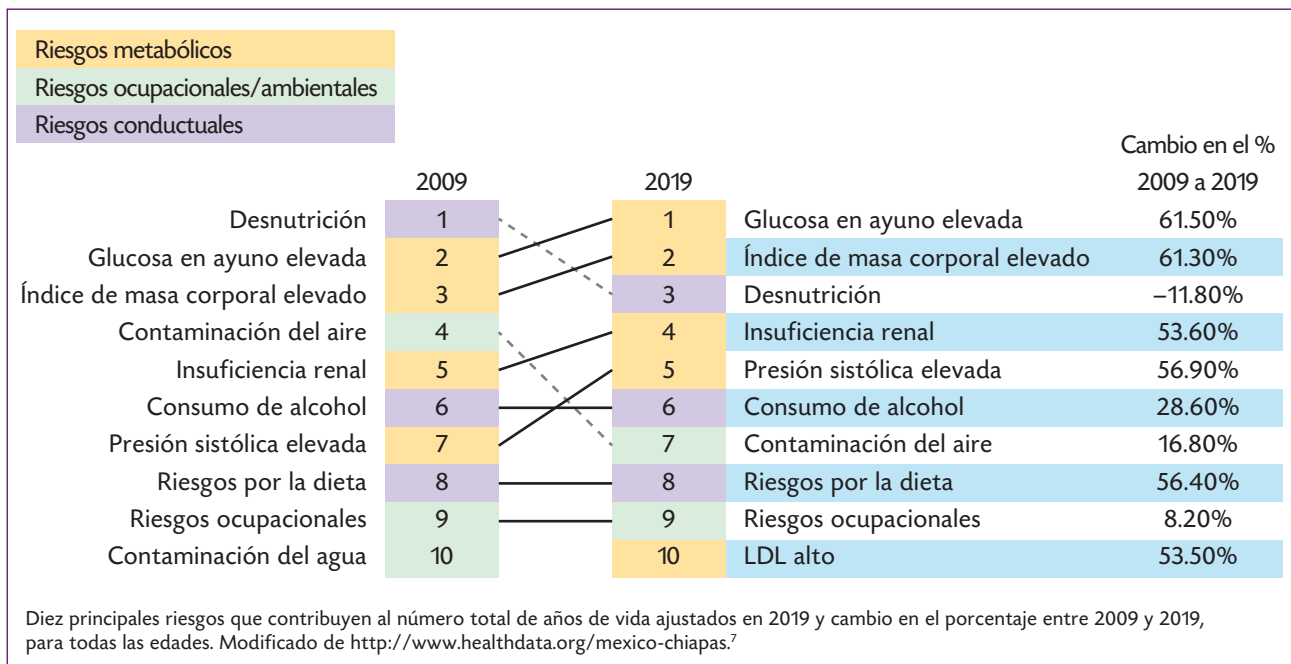 Riesgos metabólicos
Riesgos ocupacionales/ambientales
Riesgos conductuales
Cambio en el %
2009 2019 2009 a 2019
Desnutrición 1 1 Glucosa en ayuno elevada 61.50%
Glucosa en ayuno elevada 2 2 Índice de masa corporal elevado 61.30%
Índice de masa corporal elevado 3 3 Desnutrición –11.80%
Contaminación del aire 4 4 Insuficiencia renal 53.60%
Insuficiencia renal 5 5 Presión sistólica elevada 56.90%
Consumo de alcohol 6 6 Consumo de alcohol 28.60%
Presión sistólica elevada 7 7 Contaminación del aire 16.80%
Riesgos por la dieta 8 8 Riesgos por la dieta 56.40%
Riesgos ocupacionales 9 9 Riesgos ocupacionales 8.20%
Contaminación del agua 10 10 LDL alto 53.50%
Diez principales riesgos que contribuyen al número total de años de vida ajustados en 2019 y cambio en el porcentaje entre 2009 y 2019,
para todas las edades. Modificado de http://www.healthdata.org/mexico-chiapas.⁷